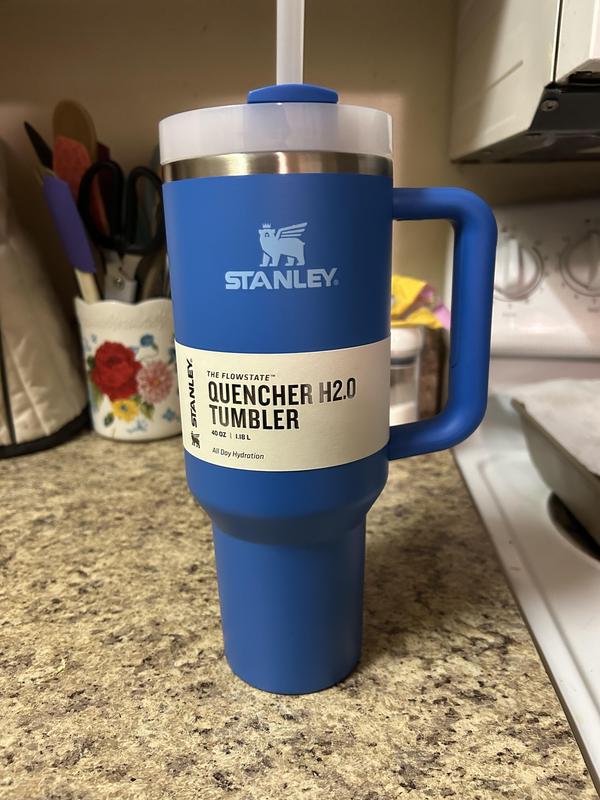 STANLEY®
STANLEY®
THE FLOWSTATE™
QUENCHER H2.0
TUMBLER
40 OZ | 1.18 L
All Day Hydration